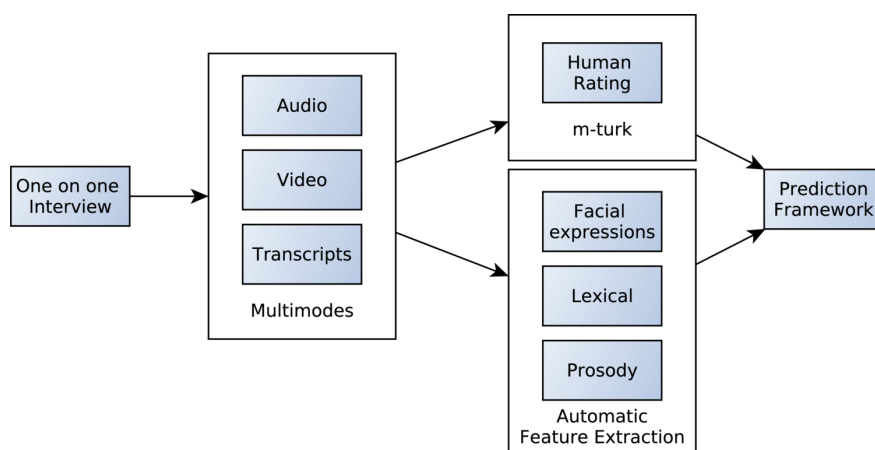 One on one
Interview
Audio
Video
Transcripts
Multimodes
Human
Rating
m-turk
Facial
expressions
Lexical
Prosody
Automatic
Feature Extraction
Prediction
Framework